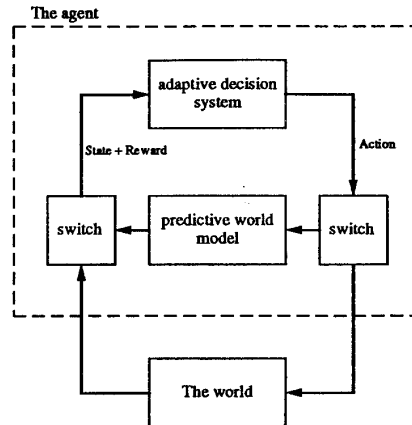 The agent
adaptive decision
system
State + Reward
Action
switch
predictive world
model
switch
The world